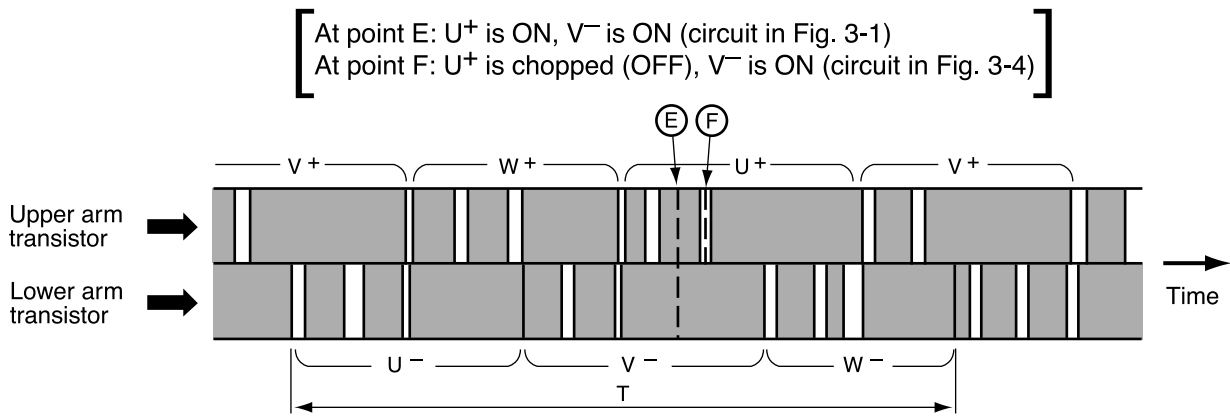 At point E: U+ is ON, V− is ON (circuit in Fig. 3-1)
At point F: U+ is chopped (OFF), V− is ON (circuit in Fig. 3-4)
E F
V+ W+ U+ V+
Upper arm
transistor
Lower arm
transistor
Time
U− V− W−
T